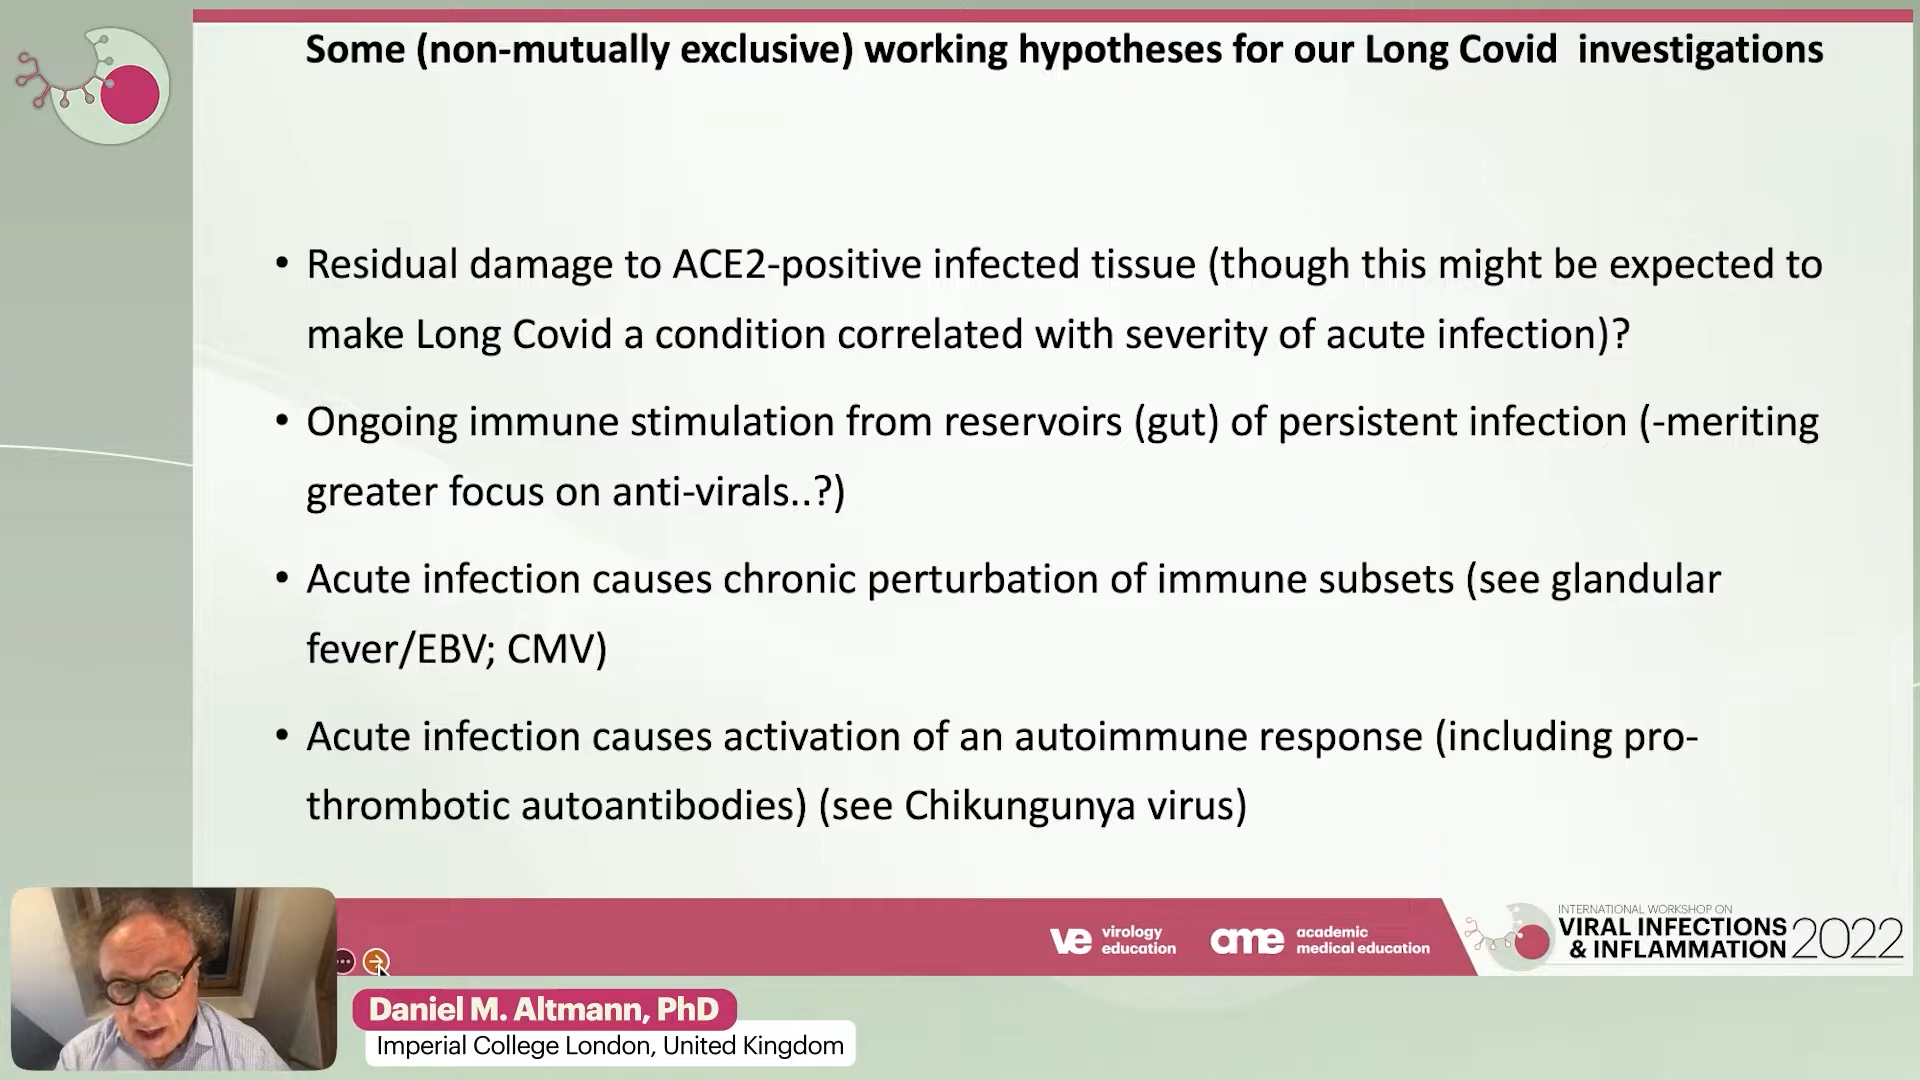 Some (non-mutually exclusive) working hypotheses for our Long Covid investigations
• Residual damage to ACE2-positive infected tissue (though this might be expected to
make Long Covid a condition correlated with severity of acute infection)?
• Ongoing immune stimulation from reservoirs (gut) of persistent infection (-meriting
greater focus on anti-virals..?)
• Acute infection causes chronic perturbation of immune subsets (see glandular
fever/EBV; CMV)
• Acute infection causes activation of an autoimmune response (including pro-
thrombotic autoantibodies) (see Chikungunya virus)
ve virology
education
ame academic
medical education
INTERNATIONAL WORKSHOP ON
VIRAL INFECTIONS
& INFLAMMATION 2022
Daniel M. Altmann, PhD
Imperial College London, United Kingdom